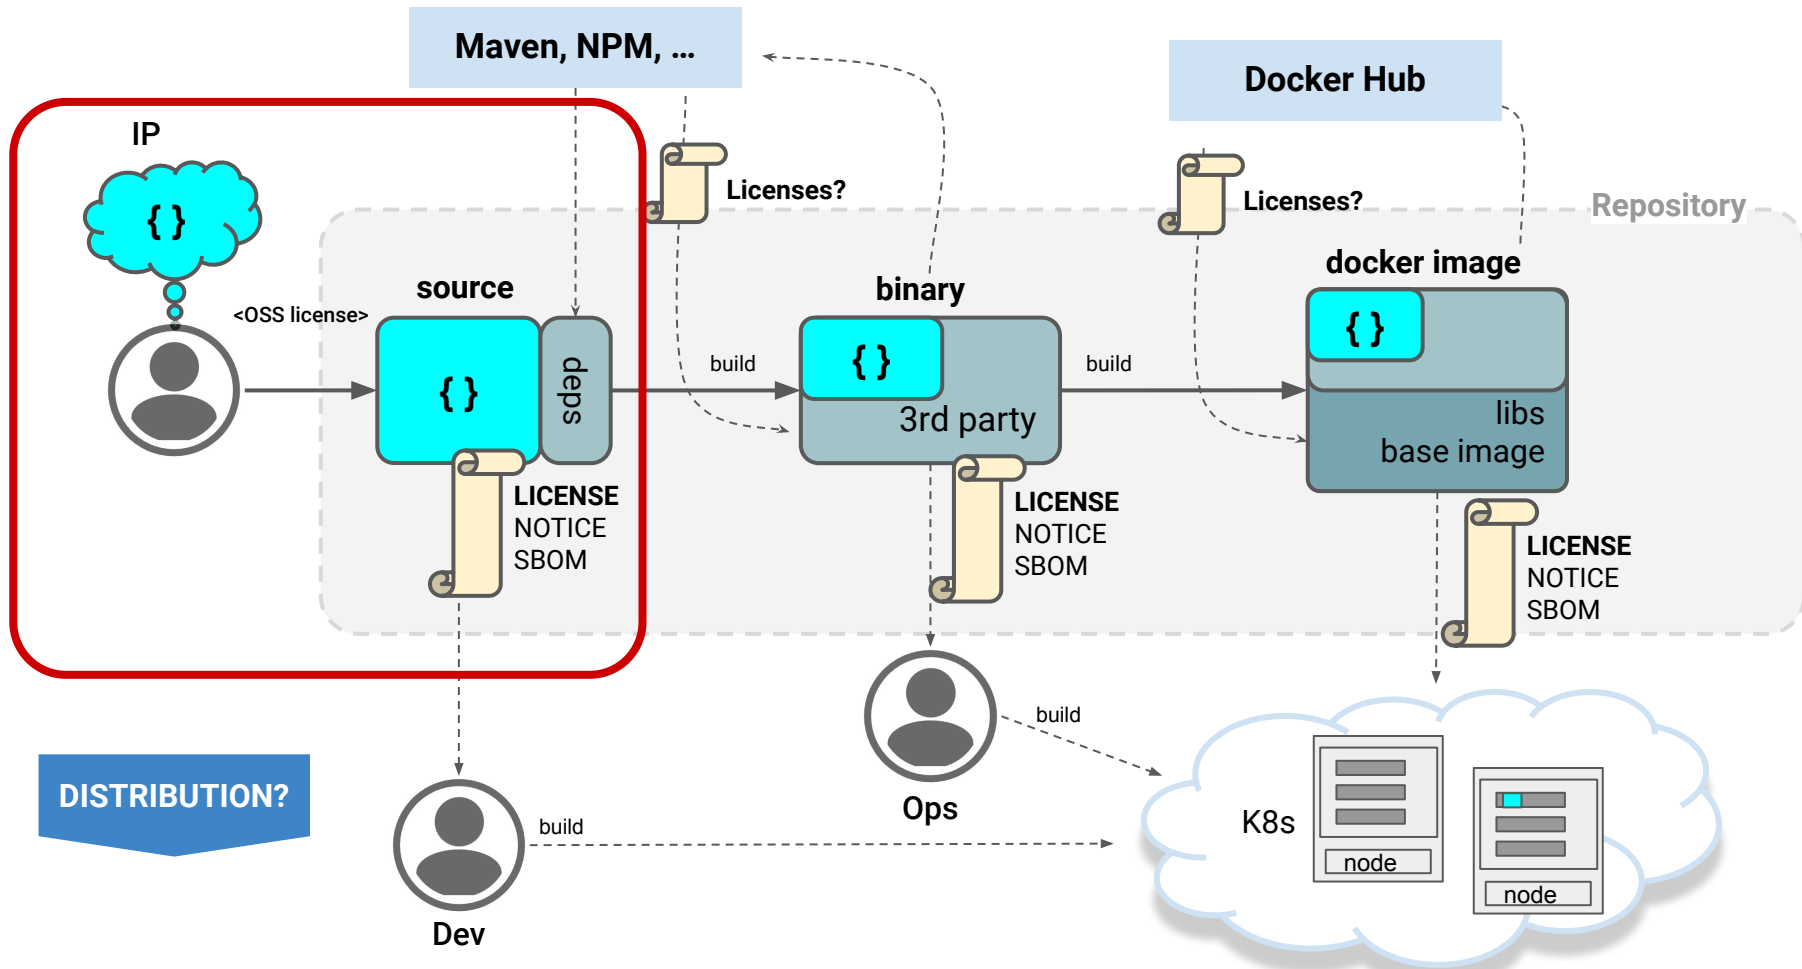 Maven, NPM, ...
Docker Hub
IP
{ }
Licenses?
Licenses?
Repository
<OSS license>
source
binary
docker image
{ }
deps
build
{ }
3rd party
build
{ }
libs
base image
LICENSE
NOTICE
SBOM
LICENSE
NOTICE
SBOM
LICENSE
NOTICE
SBOM
DISTRIBUTION?
build
Dev
build
Ops
K8s
node
node